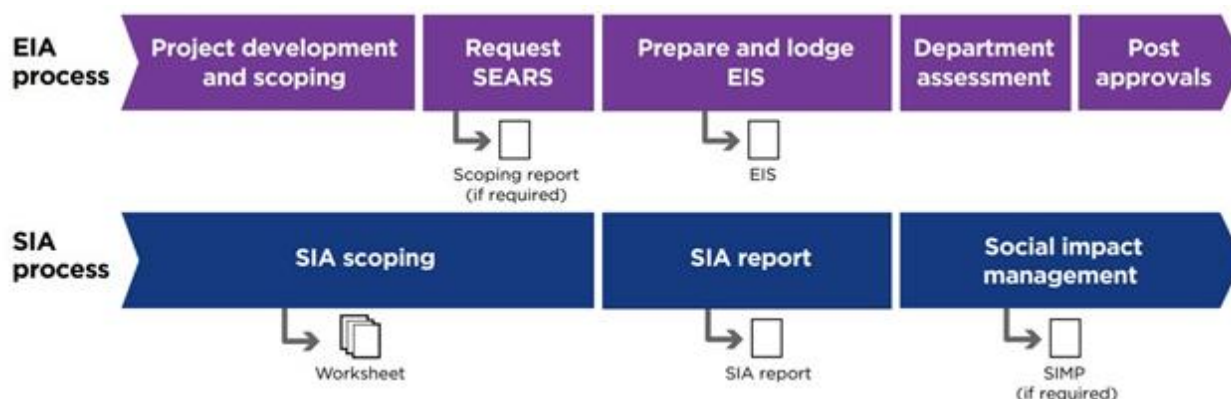 EIA
process
Project development
and scoping
Request
SEARS
Prepare and lodge
EIS
Department
assessment
Post
approvals
Scoping report
(if required)
EIS
SIA
process
SIA scoping
SIA report
Social impact
management
Worksheet
SIA report
SIMP
(if required)